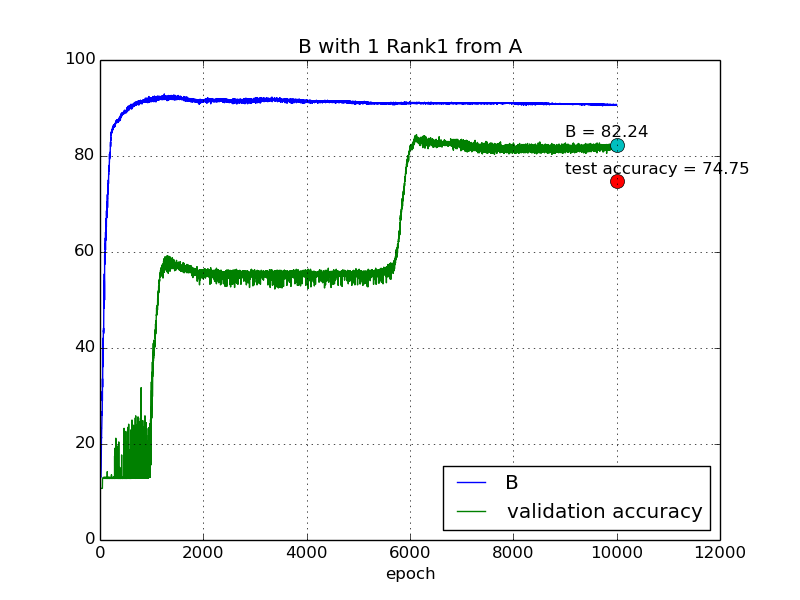 B with 1 Rank1 from A
100
80
60
40
20
0
B = 82.24
test accuracy = 74.75
B
validation accuracy
0 2000 4000 6000 8000 10000 12000
epoch